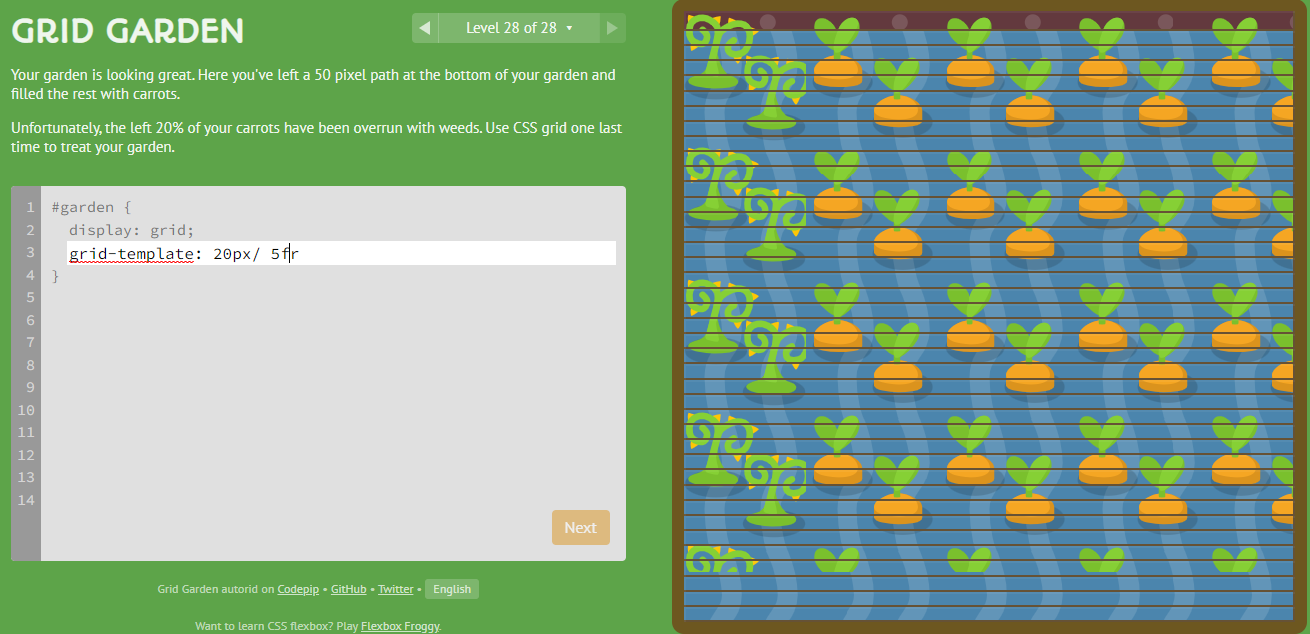 GRID GARDEN
Level 28 of 28
Your garden is looking great. Here you've left a 50 pixel path at the bottom of your garden and
filled the rest with carrots.
Unfortunately, the left 20% of your carrots have been overrun with weeds. Use CSS grid one last
time to treat your garden.
1 #garden {
2 display: grid;
3 grid-template: 20px/ 5fr
4 }
5
6
7
8
9
10
11
12
13
14
Next
Grid Garden autorid on Codepip • GitHub • Twitter • English
Want to learn CSS flexbox? Play Flexbox Froggy.